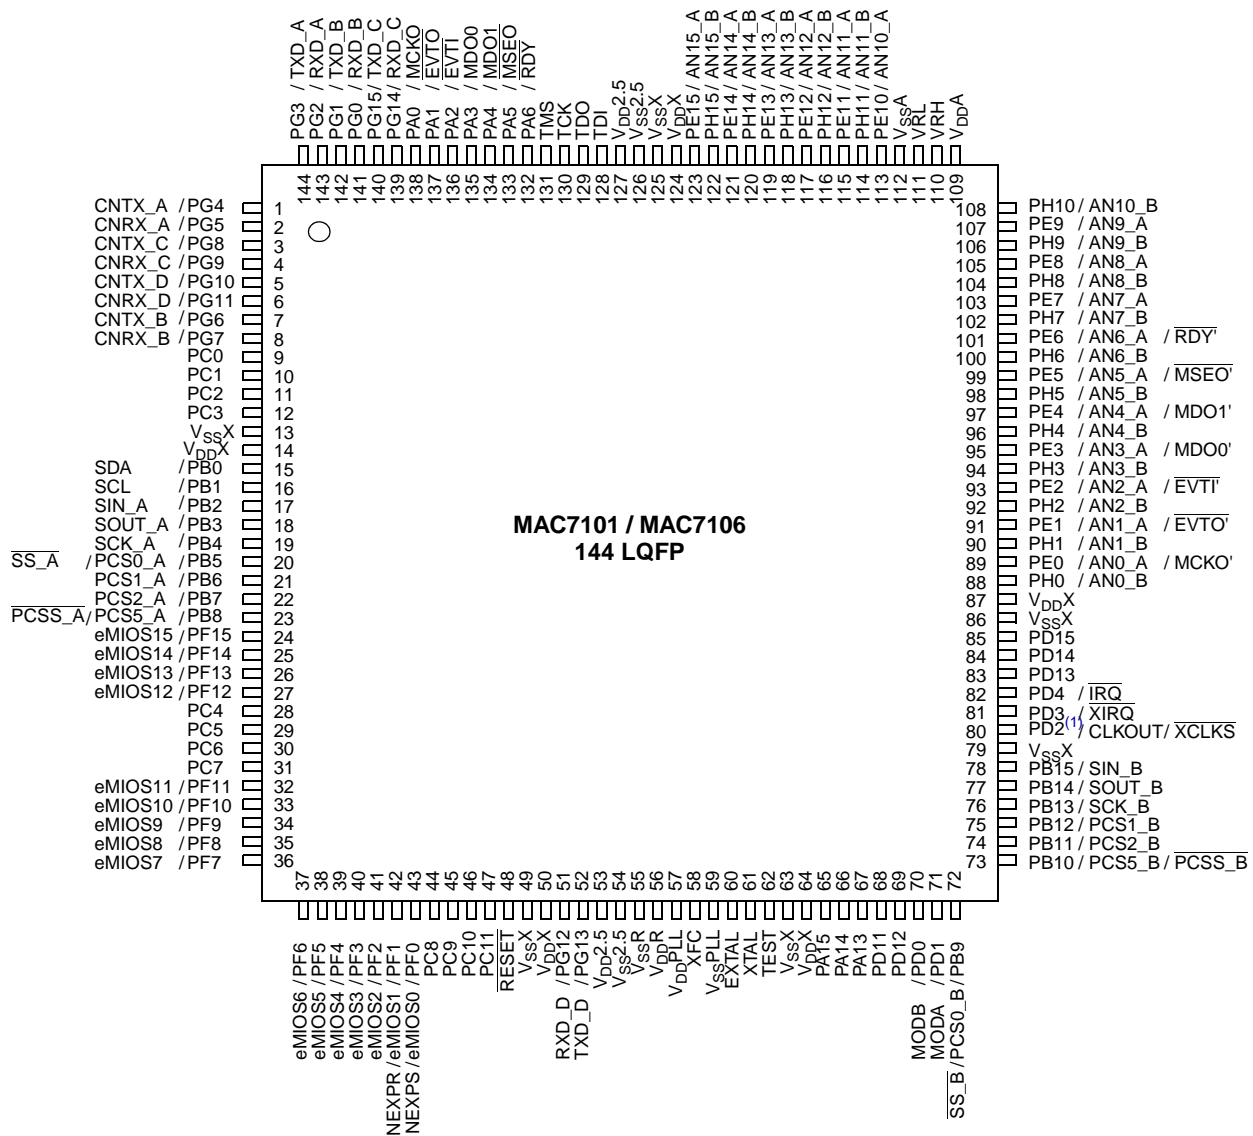 PG3 / TXD_A
PG2 / RXD_A
PG1 / TXD_B
PG0 / RXD_B
PG15 / TXD_C
PG14 / RXD_C
PA0 / MCKO
PA1 / EVTO
PA2 / EVTI
PA3 / MDO0
PA4 / MDO1
PA5 / MSEO
PA6 / RDY
TMS
TCK
TDO
TDI
VDD2.5
VSS2.5
VSSX
VDDX
PE15 / AN15_A
PH15 / AN15_B
PE14 / AN14_A
PH14 / AN14_B
PE13 / AN13_A
PH13 / AN13_B
PE12 / AN12_A
PH12 / AN12_B
PE11 / AN11_A
PH11 / AN11_B
PE10 / AN10_A
VSSA
VRL
VRH
VDDA
144 143 142 141 140 139 138 137 136 135 134 133 132 131 130 129 128 127 126 125 124 123 122 121 120 119 118 117 116 115 114 113 112 111 110 109
CNTX_A / PG4 1
CNRX_A / PG5 2
CNTX_C / PG8 3
CNRX_C / PG9 4
CNTX_D / PG10 5
CNRX_D / PG11 6
CNTX_B / PG6 7
CNRX_B / PG7 8
PC0 9
PC1 10
PC2 11
PC3 12
VSSX 13
VDDX 14
SDA / PB0 15
SCL / PB1 16
SIN_A / PB2 17
SOUT_A / PB3 18
SCK_A / PB4 19
SS_A / PCS0_A / PB5 20
PCS1_A / PB6 21
PCS2_A / PB7 22
PCSS_A / PCS5_A / PB8 23
eMIOS15 / PF15 24
eMIOS14 / PF14 25
eMIOS13 / PF13 26
eMIOS12 / PF12 27
PC4 28
PC5 29
PC6 30
PC7 31
eMIOS11 / PF11 32
eMIOS10 / PF10 33
eMIOS9 / PF9 34
eMIOS8 / PF8 35
eMIOS7 / PF7 36
MAC7101 / MAC7106
144 LQFP
108 PH10 / AN10_B
107 PE9 / AN9_A
106 PH9 / AN9_B
105 PE8 / AN8_A
104 PH8 / AN8_B
103 PE7 / AN7_A
102 PH7 / AN7_B
101 PE6 / AN6_A / RDY'
100 PH6 / AN6_B
99 PE5 / AN5_A / MSEO'
98 PH5 / AN5_B
97 PE4 / AN4_A / MDO1'
96 PH4 / AN4_B
95 PE3 / AN3_A / MDO0'
94 PH3 / AN3_B
93 PE2 / AN2_A / EVTI'
92 PH2 / AN2_B
91 PE1 / AN1_A / EVTO'
90 PH1 / AN1_B
89 PE0 / AN0_A / MCKO'
88 PH0 / AN0_B
87 VDDX
86 VSSX
85 PD15
84 PD14
83 PD13
82 PD4 / IRQ
81 PD3 / XIRQ
80 PD2(1) / CLKOUT / XCLKS
79 VSSX
78 PB15 / SIN_B
77 PB14 / SOUT_B
76 PB13 / SCK_B
75 PB12 / PCS1_B
74 PB11 / PCS2_B
73 PB10 / PCS5_B / PCSS_B
37 38 39 40 41 42 43 44 45 46 47 48 49 50 51 52 53 54 55 56 57 58 59 60 61 62 63 64 65 66 67 68 69 70 71 72
eMIOS6 / PF6
eMIOS5 / PF5
eMIOS4 / PF4
eMIOS3 / PF3
eMIOS2 / PF2
NEXPR / eMIOS1 / PF1
NEXPS / eMIOS0 / PF0
PC8
PC9
PC10
PC11
RESET
VSSX
VDDX
RXD_D / PG12
TXD_D / PG13
VDD2.5
VSS2.5
VSSR
VDDR
VDDPLL
XFC
VSSPLL
EXTAL
XTAL
TEST
VSSX
VDDX
PA15
PA14
PA13
PD11
PD12
MODB / PD0
MODA / PD1
SS_B / PCS0_B / PB9